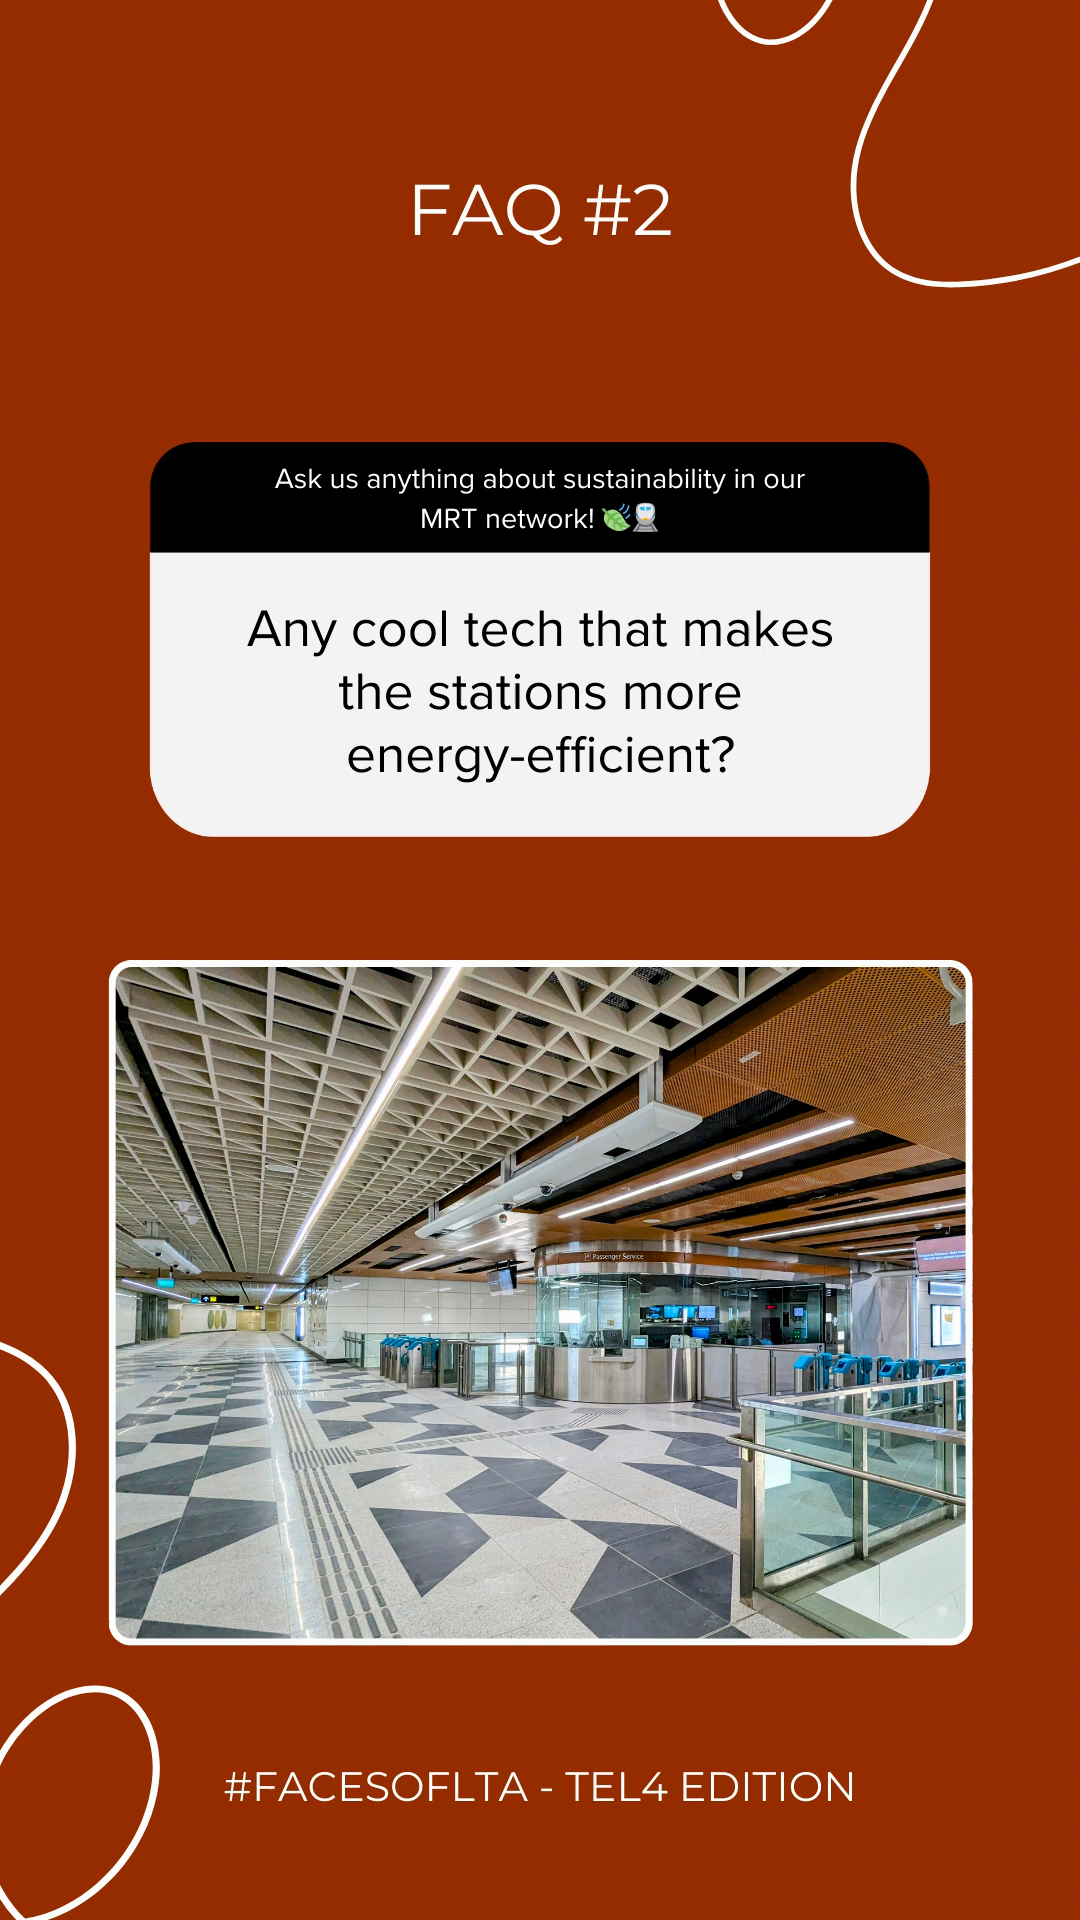 FAQ #2
Ask us anything about sustainability in our
MRT network! 🍃🚆
Any cool tech that makes
the stations more
energy-efficient?
Passenger Service
#FACESOFLTA - TEL4 EDITION